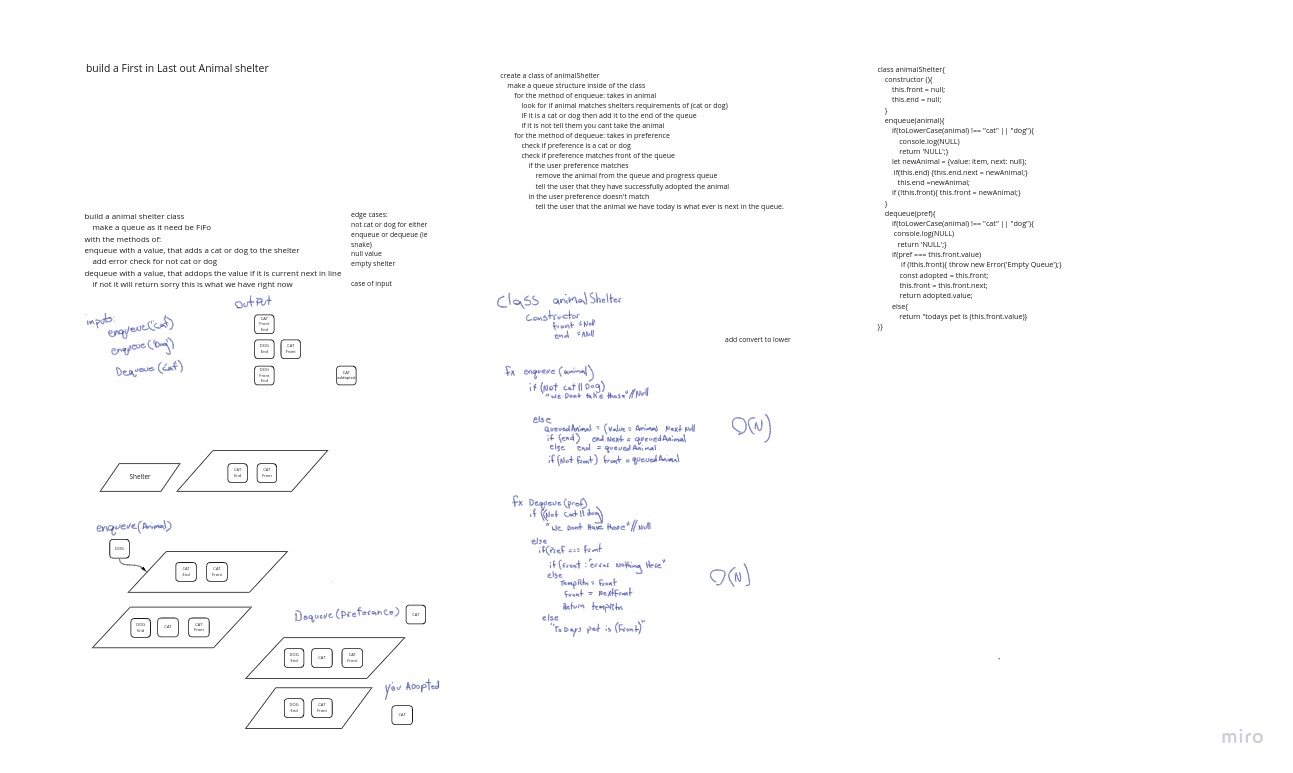 build a First in Last out Animal shelter
build a animal shelter class
make a queue as it need be FiFo
with the methods of:
enqueue with a value, that adds a cat or dog to the shelter
add error check for not cat or dog
dequeue with a value, that addops the value if it is current next in line
if not it will return sorry this is what we have right now
edge cases:
not cat or dog for either
enqueue or dequeue (ie
snake)
null value
empty shelter
case of input
inputs:
enqueue("Cat)
enqueue("Dog)
Dequeue(Cat)
OUTPUT
CAT
Front
End
DOG
End
CAT
Front
DOG
Front
End
CAT
addopted
Shelter
CAT
End
CAT
Front
enqueue(Animal)
DOG
CAT
End
CAT
Front
DOG
End
CAT
CAT
Front
Dequeue(preferance)
CAT
DOG
End
CAT
CAT
Front
DOG
End
CAT
Front
you Adopted
CAT
create a class of animalShelter
make a queue structure inside of the class
for the method of enqueue: takes in animal
look for if animal matches shelters requirements of (cat or dog)
IF it is a cat or dog then add it to the end of the queue
if it is not tell them you cant take the animal
for the method of dequeue: takes in preference
check if preference is a cat or dog
check if preference matches front of the queue
if the user preference matches
remove the animal from the queue and progress queue
tell the user that they have successfully adopted the animal
in the user preference doesn't match
tell the user that the animal we have today is what ever is next in the queue.
Class animalShelter
Constructor
front = Null
end = Null
add convert to lower
fx enqueue (animal)
if (Not cat || Dog)
"We Dont take those" // Null
else
QueuedAnimal = (value = Animal Next Null
if (end) end.Next = queuedAnimal
else end = queuedAnimal
if (Not front) front = queuedAnimal
O(N)
fx Dequeue (pref)
if ((Not Cat || dog)
"We Dont Have those" // Null
else
if (Pref === front
if (front : "error Nothing Here"
else
TempRtn = front
front = Nextfront
Return tempRtn
else
"To Days pet is (front)"
O(N)
class animalShelter{
constructor (){
this.front = null;
this.end = null;
}
enqueue(animal){
if(toLowerCase(animal) !== "cat" || "dog"){
console.log(NULL)
return 'NULL';}
let newAnimal = {value: item, next: null};
if(this.end) {this.end.next = newAnimal;}
this.end =newAnimal;
if (!this.front){ this.front = newAnimal;}
}
dequeue(pref){
if(toLowerCase(animal) !== "cat" || "dog"){
console.log(NULL)
return 'NULL';}
if(pref === this.front.value)
if (!this.front){ throw new Error('Empty Queue");}
const adopted = this.front;
this.front = this.front.next;
return adopted.value;
else{
return "todays pet is (this.front.value)}
}}
miro